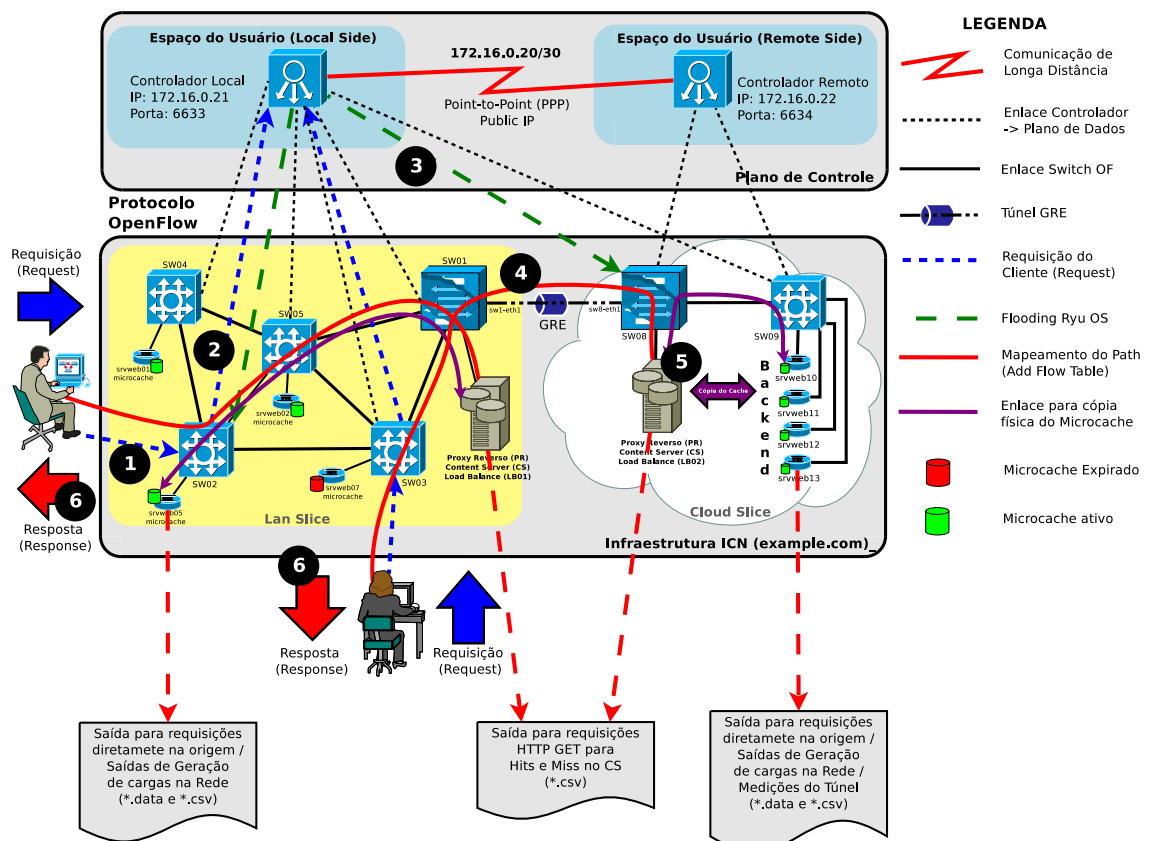 Espaço do Usuário (Local Side)
Controlador Local
IP: 172.16.0.21
Porta: 6633
172.16.0.20/30
Point-to-Point (PPP)
Public IP
Espaço do Usuário (Remote Side)
Controlador Remoto
IP: 172.16.0.22
Porta: 6634
3
Plano de Controle
Protocolo
OpenFlow
Requisição
(Request)
SW04
srvweb01
microcache
SW05
2
srvweb02
microcache
SW01
4
sw1-eth1
GRE
sw8-eth1
SW08
SW09
5
Cópia do Cache
Backend
srvweb10
srvweb11
srvweb12
srvweb13
Proxy Reverso (PR)
Content Server (CS)
Load Balance (LB01)
Proxy Reverso (PR)
Content Server (CS)
Load Balance (LB02)
1
SW02
srvweb05
microcache
srvweb07
microcache
SW03
Lan Slice
Cloud Slice
Infraestrutura ICN (example.com)_
6
Resposta
(Response)
6
Resposta
(Response)
Requisição
(Request)
Saída para requisições
diretamete na origem /
Saídas de Geração
de cargas na Rede
(*.data e *.csv)
Saída para requisições
HTTP GET para
Hits e Miss no CS
(*.csv)
Saída para requisições
diretamete na origem /
Saídas de Geração
de cargas na Rede /
Medições do Túnel
(*.data e *.csv)
LEGENDA
Comunicação de
Longa Distância
Enlace Controlador
-> Plano de Dados
Enlace Switch OF
Túnel GRE
Requisição do
Cliente (Request)
Flooding Ryu OS
Mapeamento do Path
(Add Flow Table)
Enlace para cópia
física do Microcache
Microcache Expirado
Microcache ativo